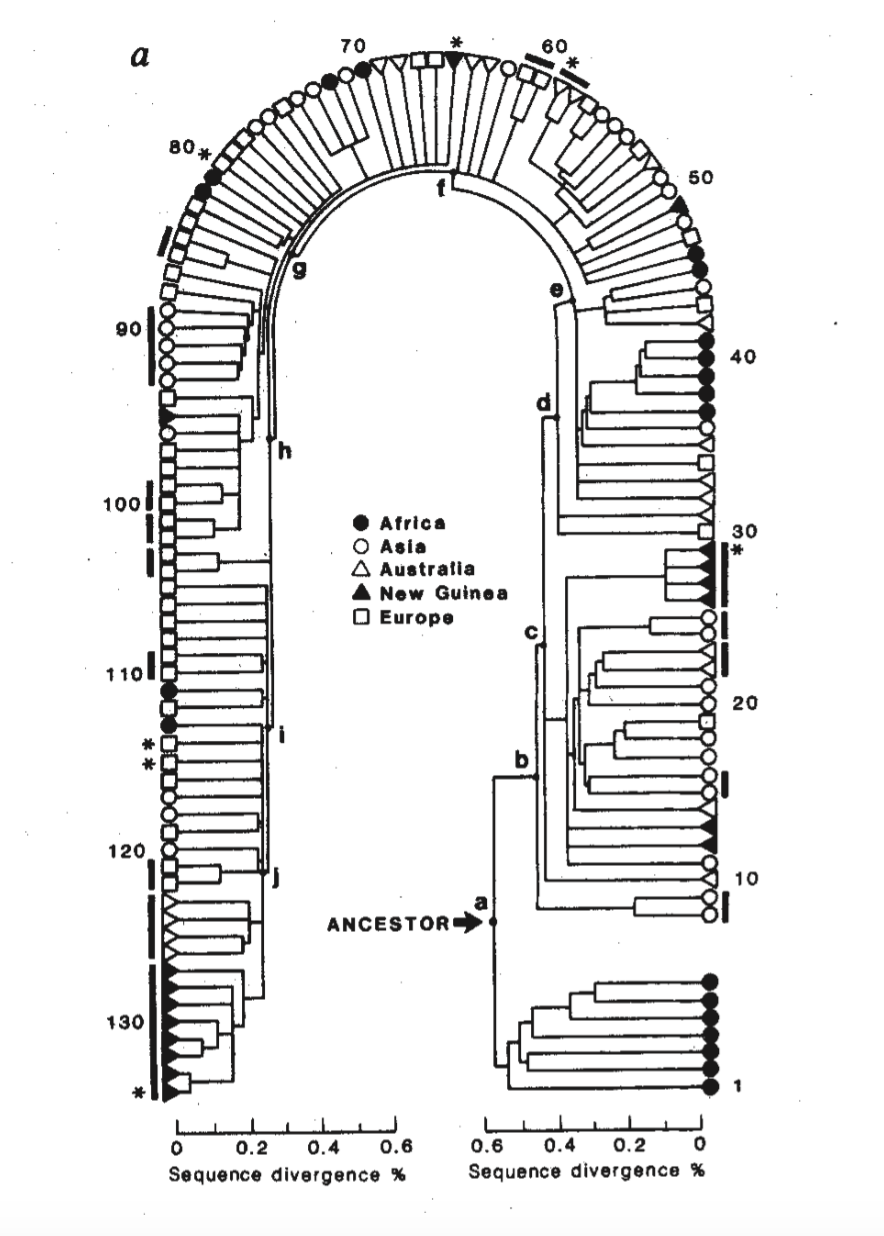 a
70
*
60
*
80
*
50
f
g
e
90
40
d
h
100
● Africa
○ Asia
△ Australia
▲ New Guinea
□ Europe
30
*
c
110
20
i
*
*
b
120
j
10
a
ANCESTOR
130
*
1
0 0.2 0.4 0.6
Sequence divergence %
0.6 0.4 0.2 0
Sequence divergence %